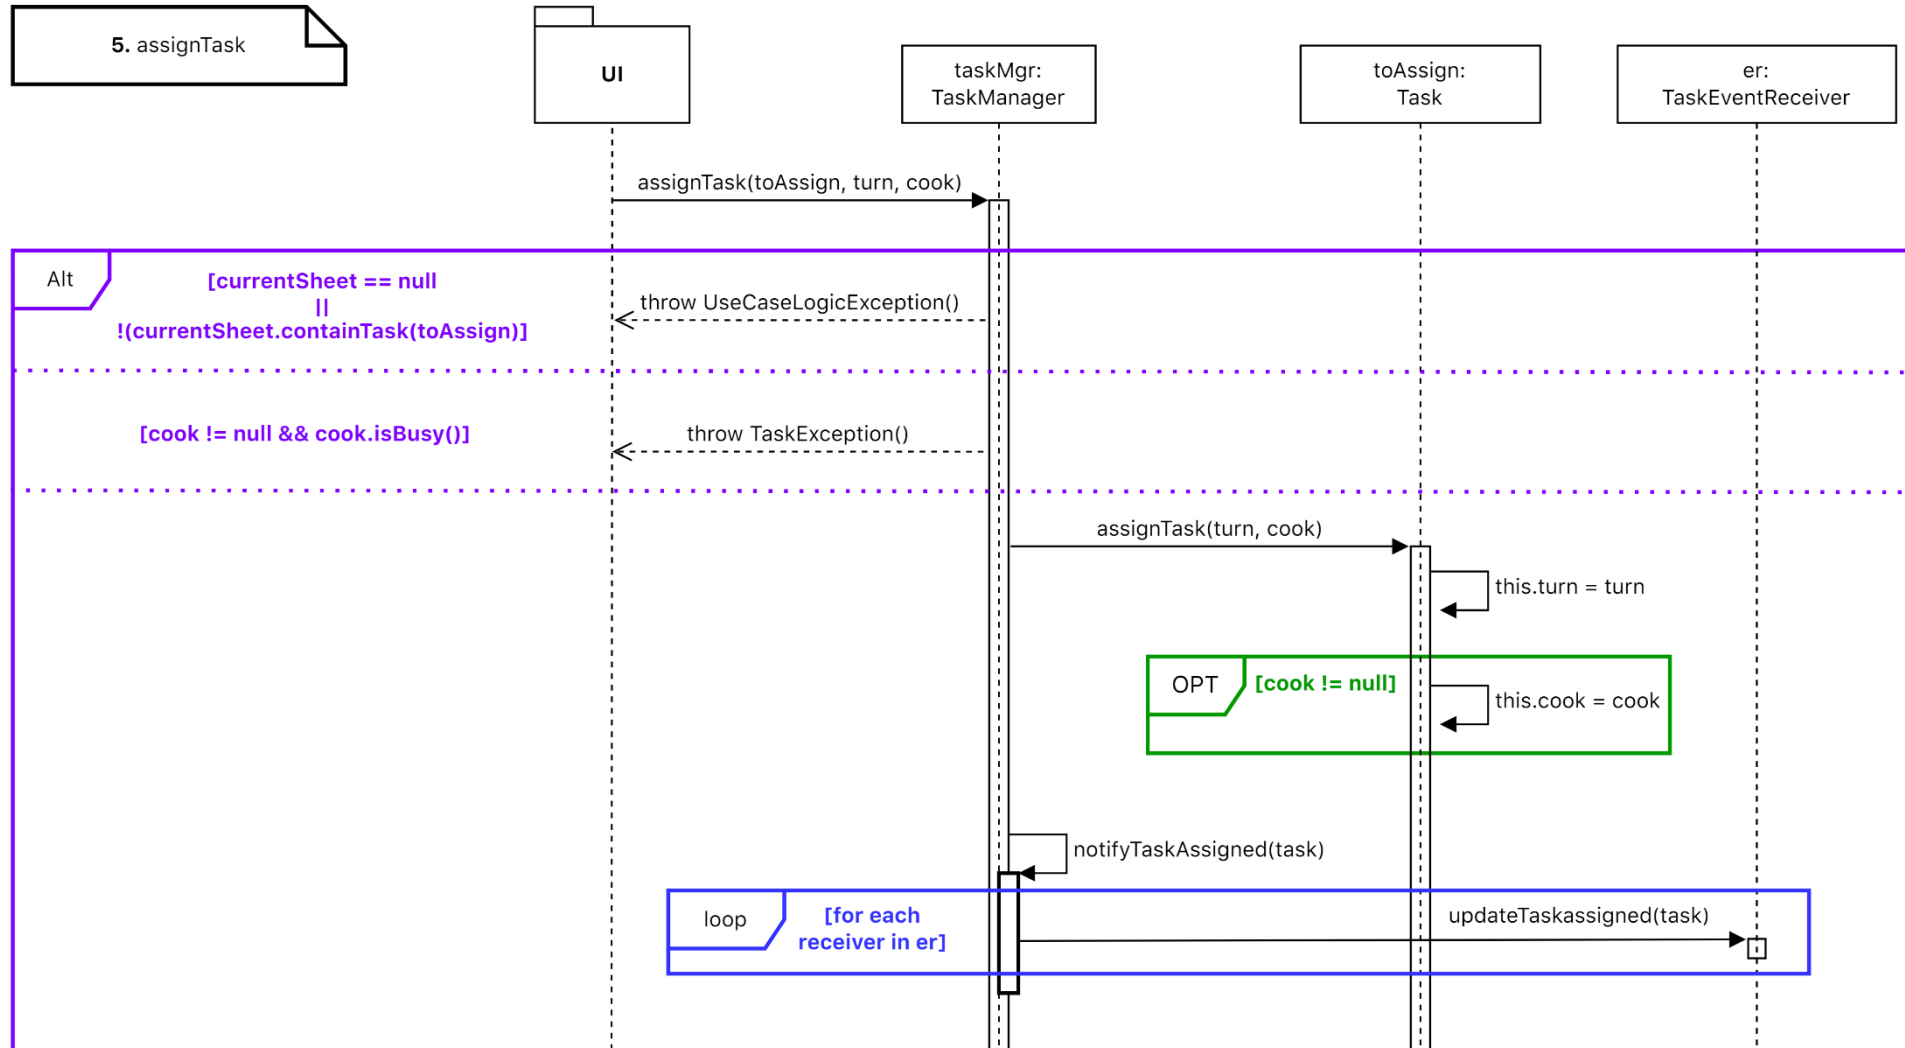 5. assignTask
UI
taskMgr:
TaskManager
toAssign:
Task
er:
TaskEventReceiver
assignTask(toAssign, turn, cook)
Alt
[currentSheet == null
||
!(currentSheet.containTask(toAssign)]
throw UseCaseLogicException()
[cook != null && cook.isBusy()]
throw TaskException()
assignTask(turn, cook)
this.turn = turn
OPT
[cook != null]
this.cook = cook
notifyTaskAssigned(task)
loop
[for each
receiver in er]
updateTaskassigned(task)